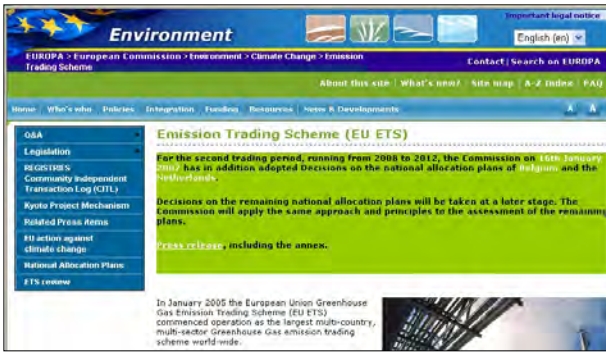 Important legal notice
Environment
English (en)
EUROPA > European Commission > Environment > Climate Change > Emission
Trading Scheme
Contact | Search on EUROPA
About this site | What's new? | Site map | A-Z Index | FAQ
Home Who's who Policies Integration Funding Resources News & Developments A A
Q&A
Legislation
REGISTRIES
Community Independent
Transaction Log (CITL)
Kyoto Project Mechanism
Related Press items
EU action against
climate change
National Allocation Plans
ETS review
Emission Trading Scheme (EU ETS)
For the second trading period, running from 2008 to 2012, the Commission on 16th January
2007 has in addition adopted Decisions on the national allocation plans of Belgium and the
Netherlands.
Decisions on the remaining national allocation plans will be taken at a later stage. The
Commission will apply the same approach and principles to the assessment of the remaining
plans.
Press release, including the annex.
In January 2005 the European Union Greenhouse
Gas Emission Trading Scheme (EU ETS)
commenced operation as the largest multi-country,
multi-sector Greenhouse Gas emission trading
scheme world-wide.